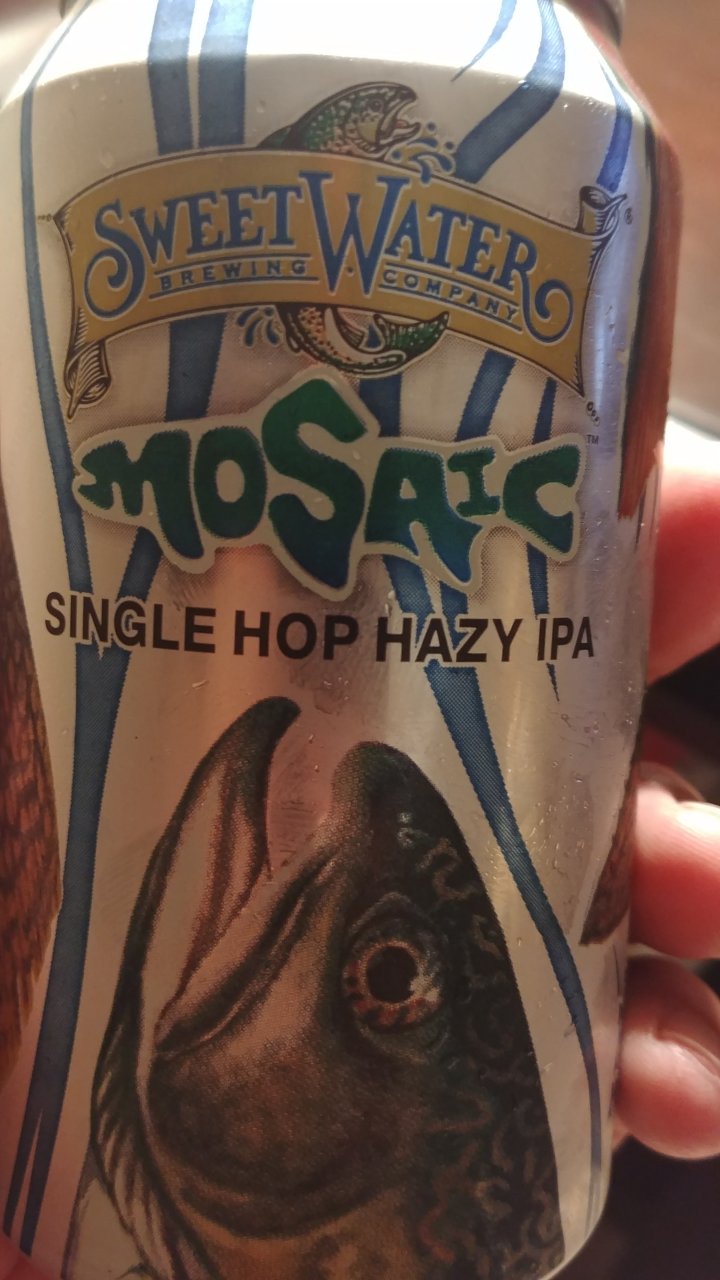 SWEETWATER
BREWING COMPANY
MOSAIC
SINGLE HOP HAZY IPA